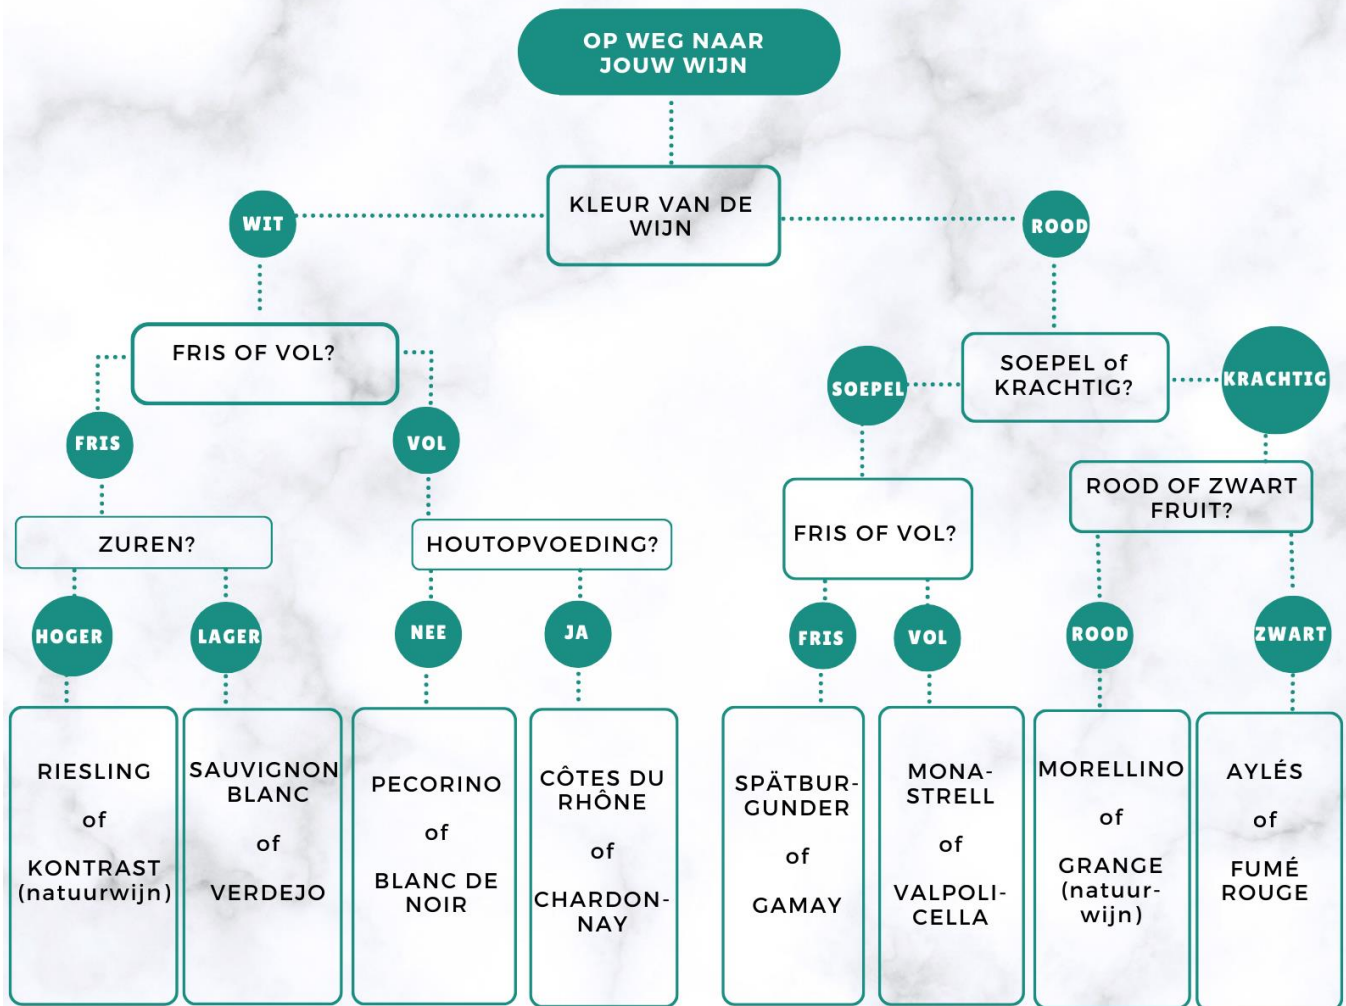 OP WEG NAAR
JOUW WIJN
KLEUR VAN DE
WIJN
WIT
ROOD
FRIS OF VOL?
SOEPEL of
KRACHTIG?
SOEPEL
KRACHTIG
FRIS
VOL
ROOD OF ZWART
FRUIT?
FRIS OF VOL?
ZUREN?
HOUTOPVOEDING?
HOGER
LAGER
NEE
JA
FRIS
VOL
ROOD
ZWART
RIESLING
of
KONTRAST
(natuurwijn)
SAUVIGNON
BLANC
of
VERDEJO
PECORINO
of
BLANC DE
NOIR
CÔTES DU
RHÔNE
of
CHARDON-
NAY
SPÄTBUR-
GUNDER
of
GAMAY
MONA-
STRELL
of
VALPOLI-
CELLA
MORELLINO
of
GRANGE
(natuur-
wijn)
AYLÉS
of
FUMÉ
ROUGE